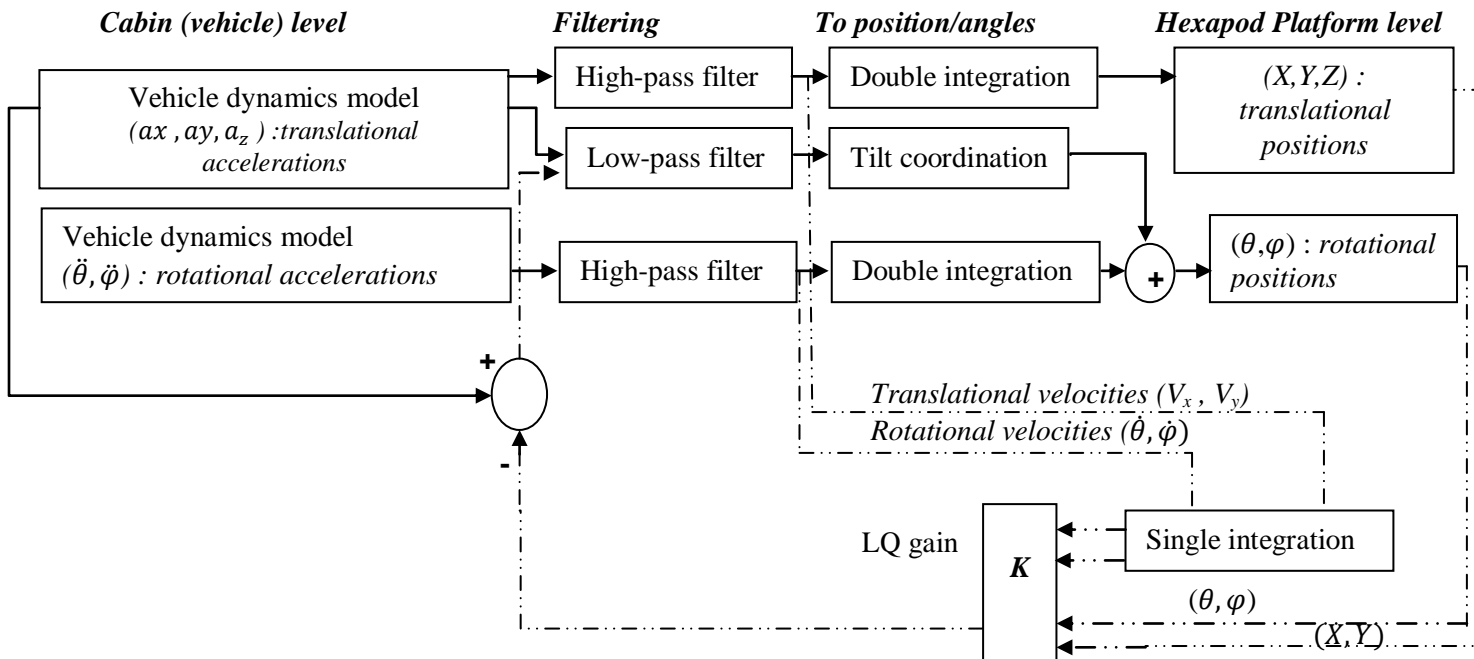 Cabin (vehicle) level
Filtering
To position/angles
Hexapod Platform level
Vehicle dynamics model
(ax , ay, a_z ) :translational
accelerations
High-pass filter
Double integration
(X,Y,Z) :
translational
positions
Low-pass filter
Tilt coordination
Vehicle dynamics model
(θ̈, φ̈) : rotational accelerations
High-pass filter
Double integration
+
(θ,φ) : rotational
positions
+
-
Translational velocities (V_x , V_y)
Rotational velocities (θ̇, φ̇)
LQ gain
K
Single integration
(θ, φ)
(X,Y)